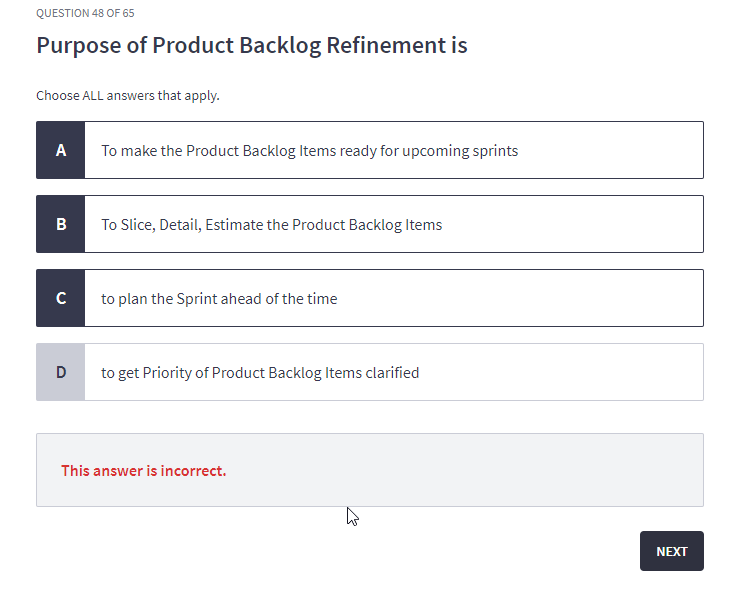 QUESTION 48 OF 65
Purpose of Product Backlog Refinement is
Choose ALL answers that apply.
A To make the Product Backlog Items ready for upcoming sprints
B To Slice, Detail, Estimate the Product Backlog Items
C to plan the Sprint ahead of the time
D to get Priority of Product Backlog Items clarified
This answer is incorrect.
NEXT